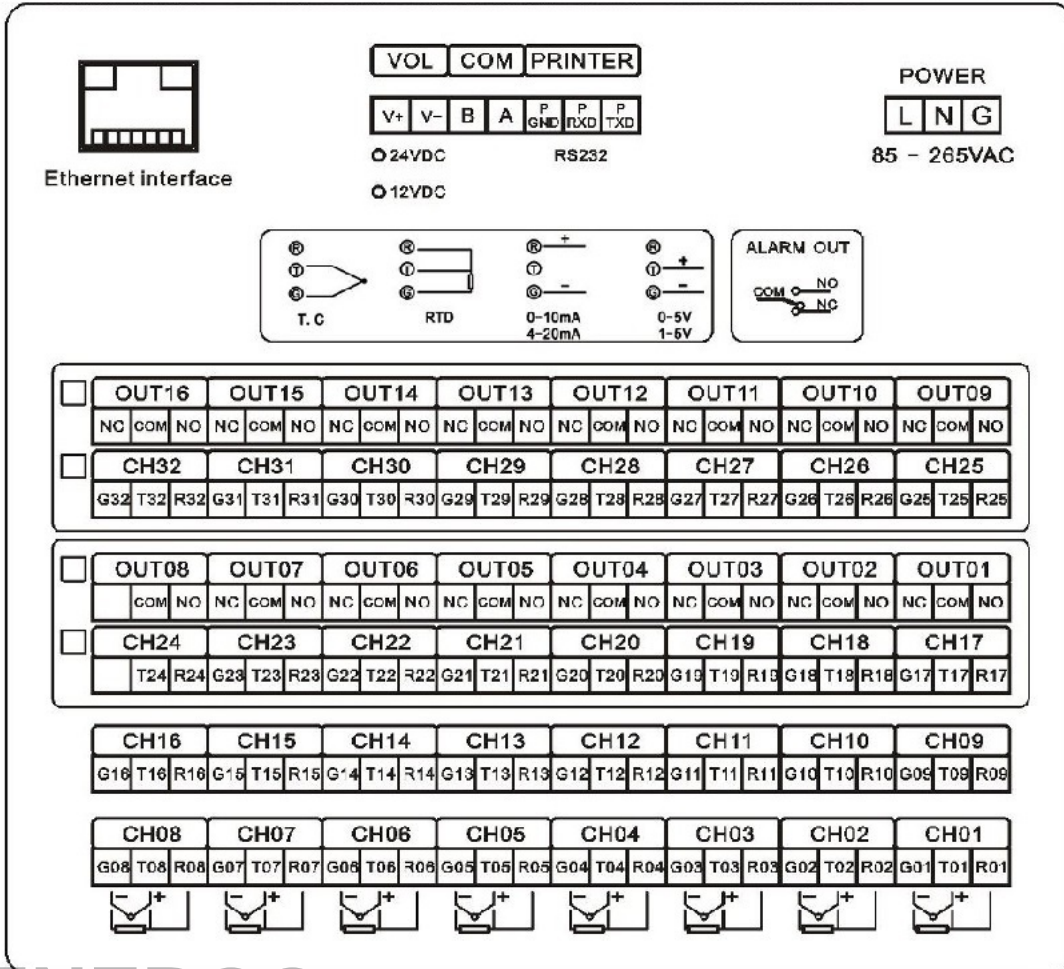 VOL COM PRINTER
POWER
V+ V- B A P GND P RXD P TXD
L N G
24VDC RS232
85 - 265VAC
Ethernet interface
12VDC
R R R + R
T T T T +
G G G - G -
T.C RTD 0-10mA 0-5V
4-20mA 1-5V
ALARM OUT
COM NO
NC
OUT16 OUT15 OUT14 OUT13 OUT12 OUT11 OUT10 OUT09
NC COM NO NC COM NO NC COM NO NC COM NO NC COM NO NC COM NO NC COM NO NC COM NO
CH32 CH31 CH30 CH29 CH28 CH27 CH26 CH25
G32 T32 R32 G31 T31 R31 G30 T30 R30 G29 T29 R29 G28 T28 R28 G27 T27 R27 G26 T26 R26 G25 T25 R25
OUT08 OUT07 OUT06 OUT05 OUT04 OUT03 OUT02 OUT01
COM NO NC COM NO NC COM NO NC COM NO NC COM NO NC COM NO NC COM NO NC COM NO
CH24 CH23 CH22 CH21 CH20 CH19 CH18 CH17
T24 R24 G23 T23 R23 G22 T22 R22 G21 T21 R21 G20 T20 R20 G19 T19 R19 G18 T18 R18 G17 T17 R17
CH16 CH15 CH14 CH13 CH12 CH11 CH10 CH09
G16 T16 R16 G15 T15 R15 G14 T14 R14 G13 T13 R13 G12 T12 R12 G11 T11 R11 G10 T10 R10 G09 T09 R09
CH08 CH07 CH06 CH05 CH04 CH03 CH02 CH01
G08 T08 R08 G07 T07 R07 G06 T06 R06 G05 T05 R05 G04 T04 R04 G03 T03 R03 G02 T02 R02 G01 T01 R01
- + - + - + - + - + - + - + - +